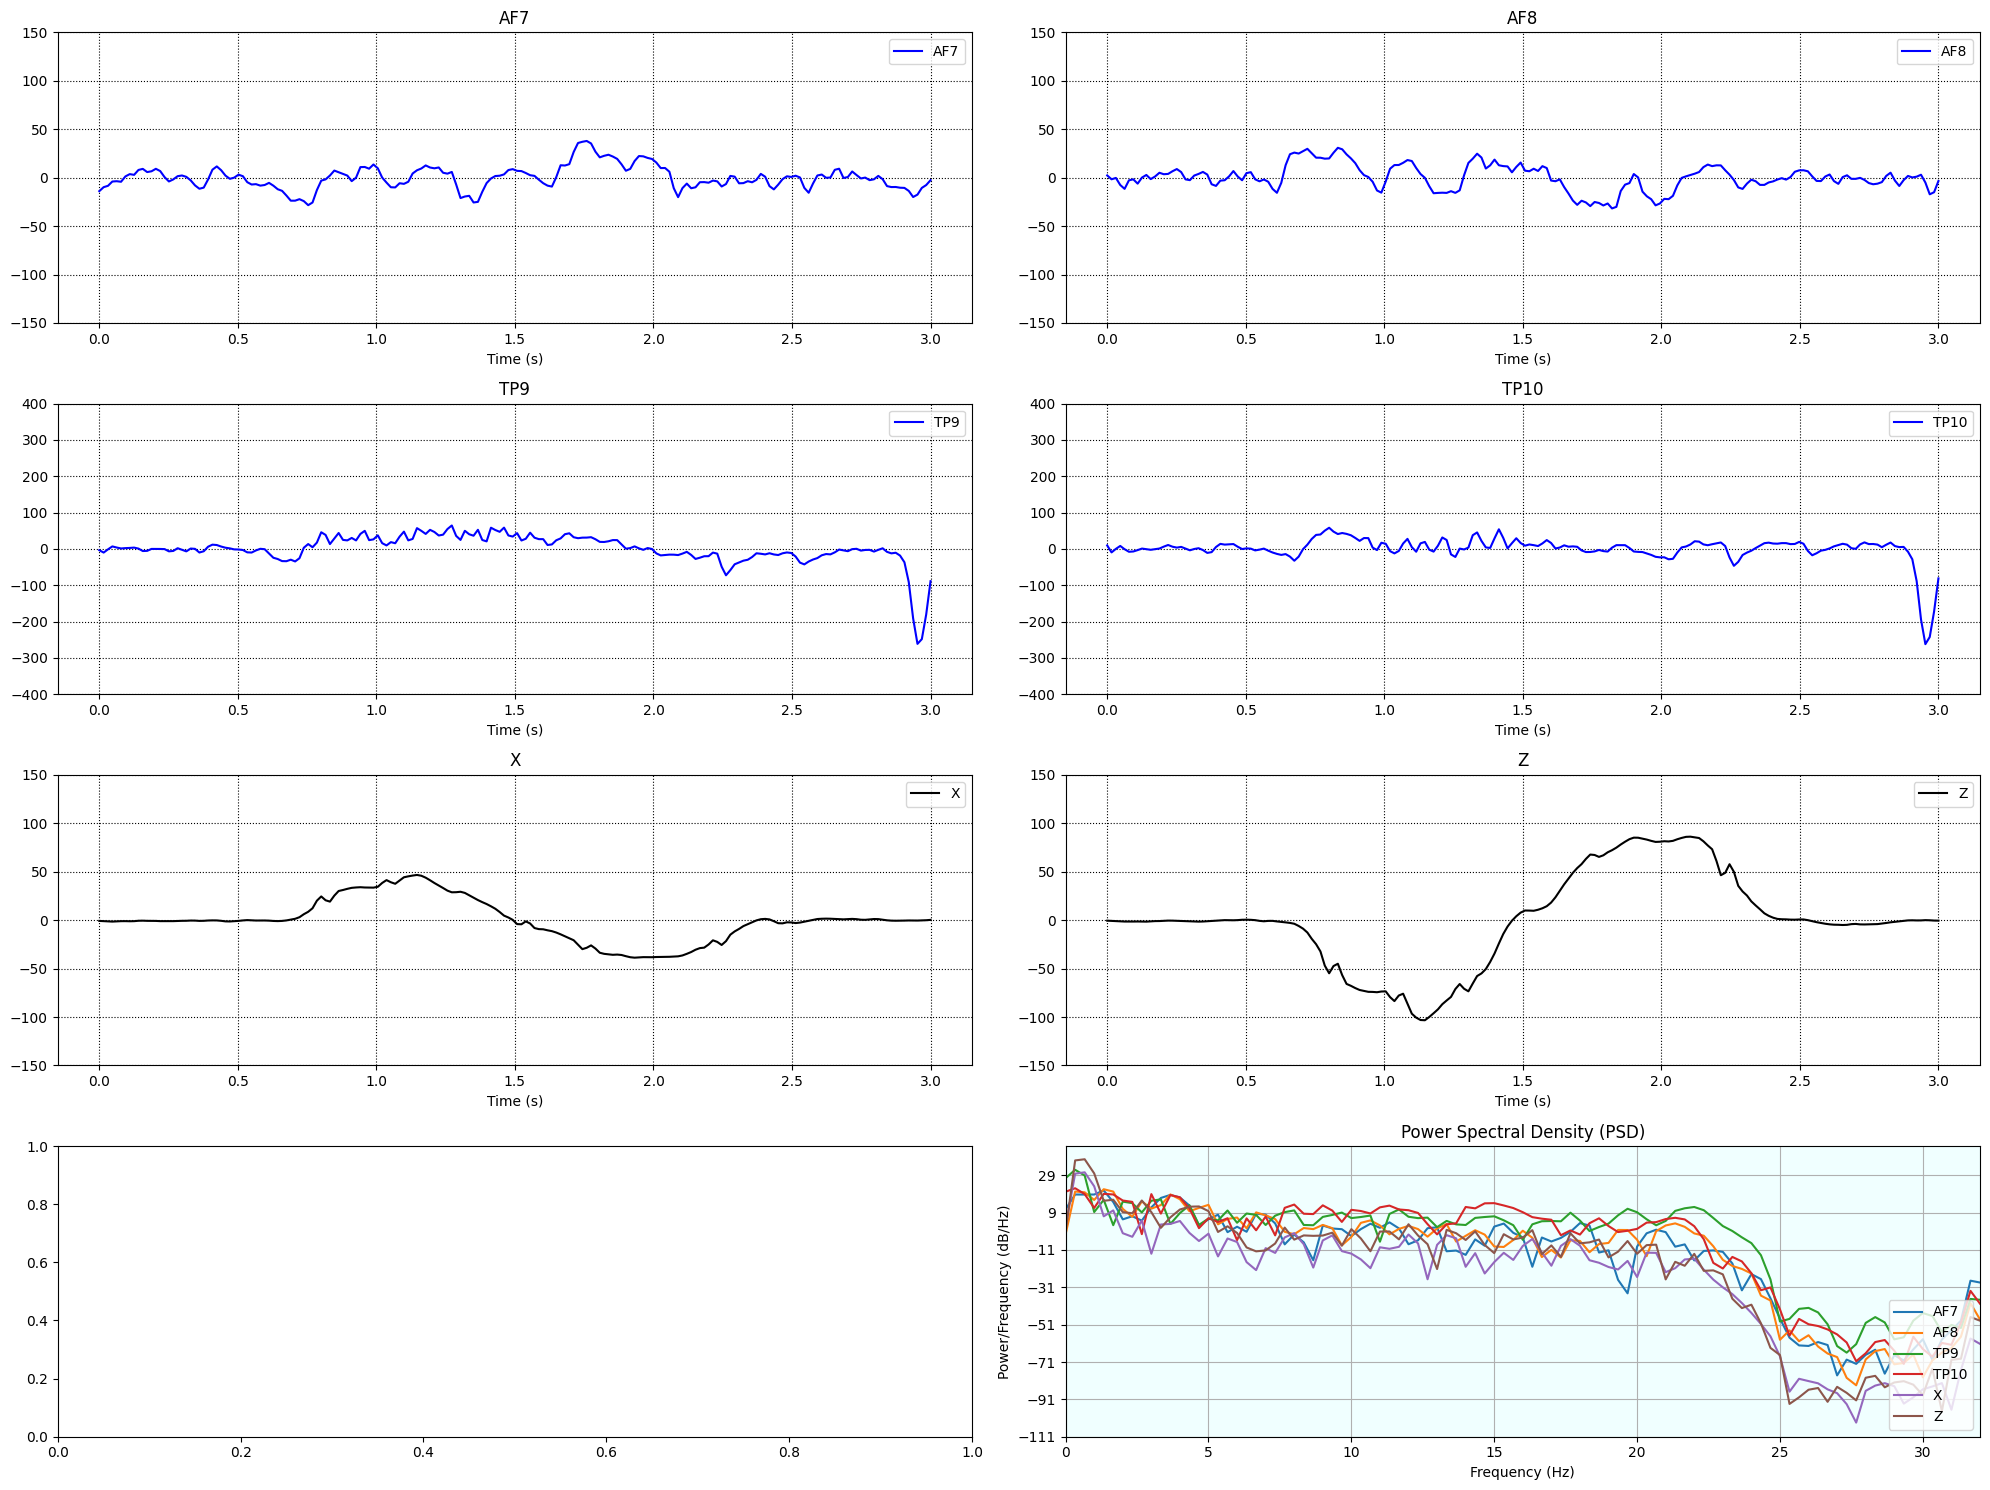 AF7
150
100
50
0
−50
−100
−150
AF7
0.0 0.5 1.0 1.5 2.0 2.5 3.0
Time (s)
AF8
150
100
50
0
−50
−100
−150
AF8
0.0 0.5 1.0 1.5 2.0 2.5 3.0
Time (s)
TP9
400
300
200
100
0
−100
−200
−300
−400
TP9
0.0 0.5 1.0 1.5 2.0 2.5 3.0
Time (s)
TP10
400
300
200
100
0
−100
−200
−300
−400
TP10
0.0 0.5 1.0 1.5 2.0 2.5 3.0
Time (s)
X
150
100
50
0
−50
−100
−150
X
0.0 0.5 1.0 1.5 2.0 2.5 3.0
Time (s)
Z
150
100
50
0
−50
−100
−150
Z
0.0 0.5 1.0 1.5 2.0 2.5 3.0
Time (s)
1.0
0.8
0.6
0.4
0.2
0.0
0.0 0.2 0.4 0.6 0.8 1.0
Power Spectral Density (PSD)
Power/Frequency (dB/Hz)
29
9
−11
−31
−51
−71
−91
−111
AF7
AF8
TP9
TP10
X
Z
0 5 10 15 20 25 30
Frequency (Hz)